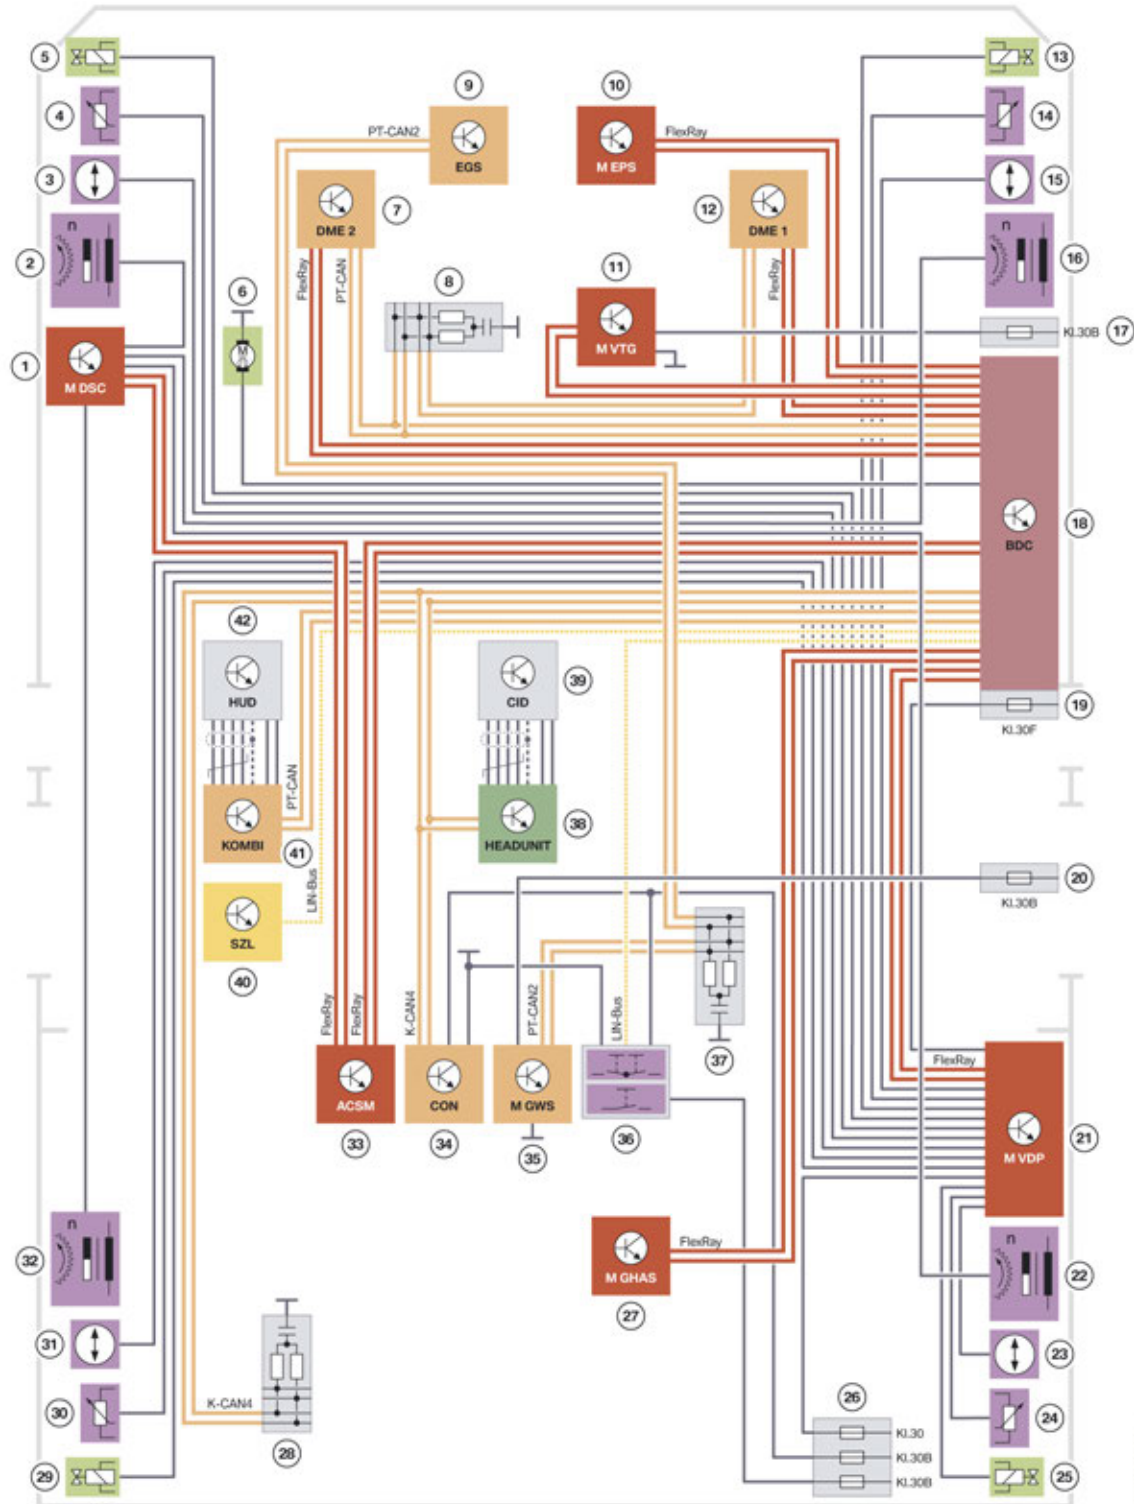 5
13
9
10
4
14
PT-CAN2
FlexRay
EGS
M EPS
3
15
7
12
DME 2
DME 1
n
n
2
16
11
FlexRay
PT-CAN
FlexRay
8
6
M
17
Kl.30B
M VTG
1
M DSC
18
BDC
42
39
HUD
CID
19
Kl.30F
PT-CAN
38
KOMBI
41
HEADUNIT
20
Kl.30B
LIN-Bus
SZL
40
FlexRay
FlexRay
K-CAN4
PT-CAN2
LIN-Bus
37
FlexRay
ACSM
CON
M GWS
33
34
35
36
21
M VDP
n
n
32
22
FlexRay
M GHAS
27
31
23
30
24
K-CAN4
26
28
Kl.30
Kl.30B
Kl.30B
29
25